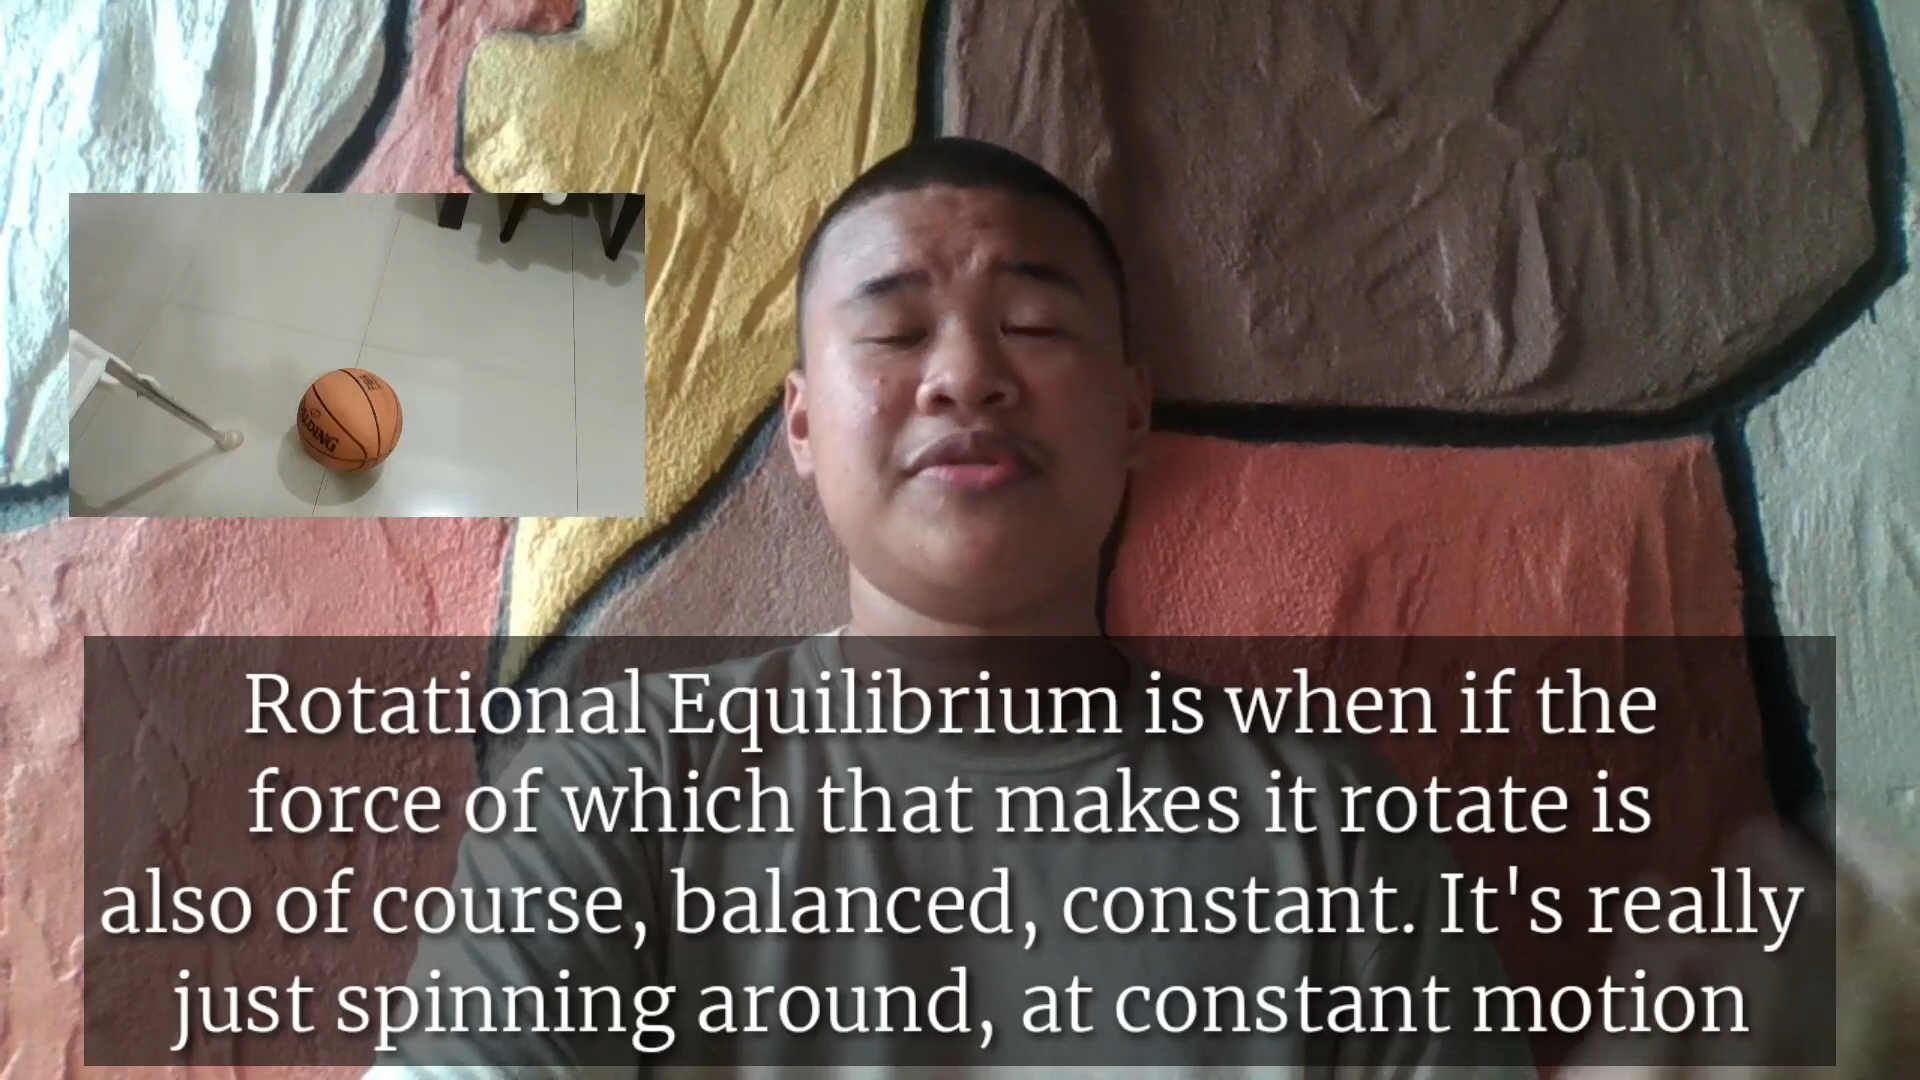 SPALDING
Rotational Equilibrium is when if the
force of which that makes it rotate is
also of course, balanced, constant. It's really
just spinning around, at constant motion